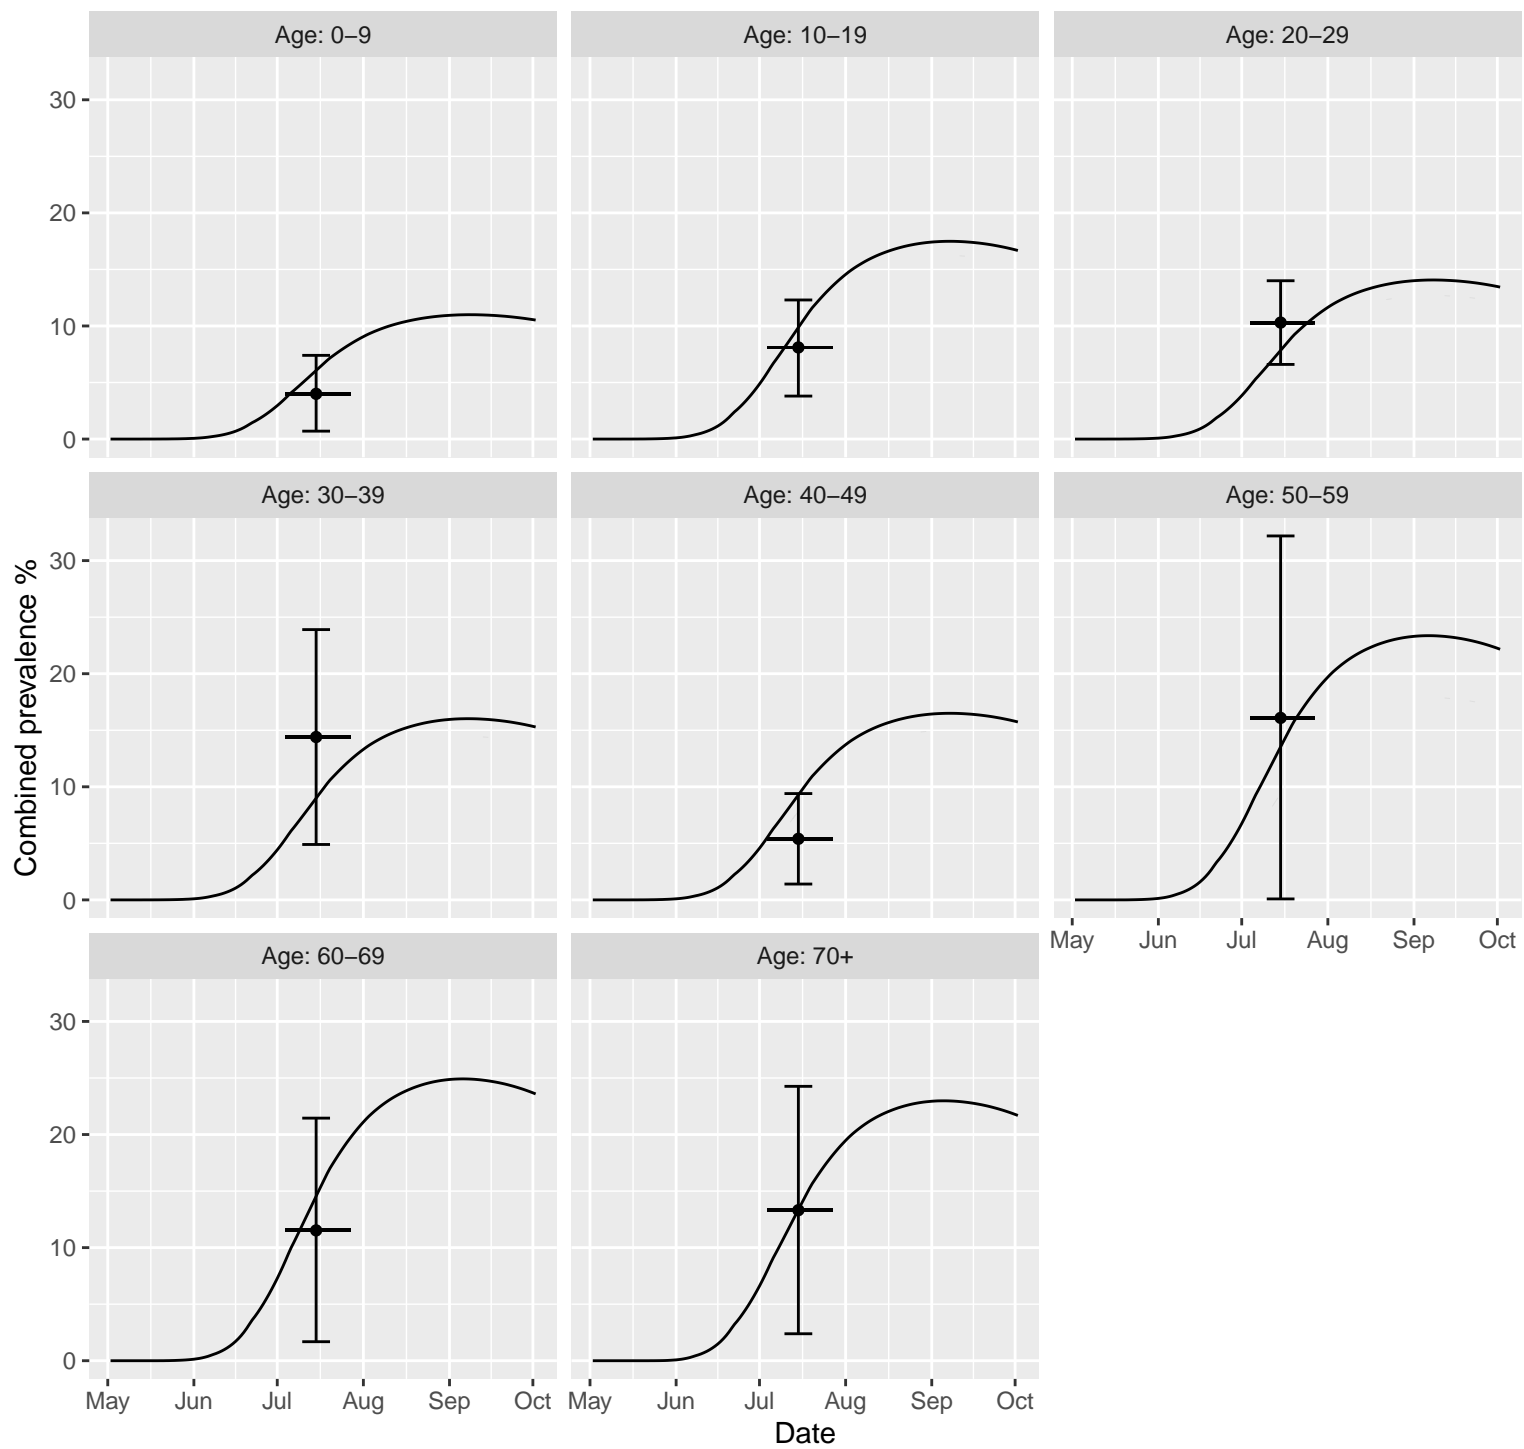 Age: 0–9
Age: 10–19
Age: 20–29
30
20
10
0
Age: 30–39
Age: 40–49
Age: 50–59
Combined prevalence %
30
20
10
0
May Jun Jul Aug Sep Oct
Age: 60–69
Age: 70+
30
20
10
0
May Jun Jul Aug Sep Oct
May Jun Jul Aug Sep Oct
Date